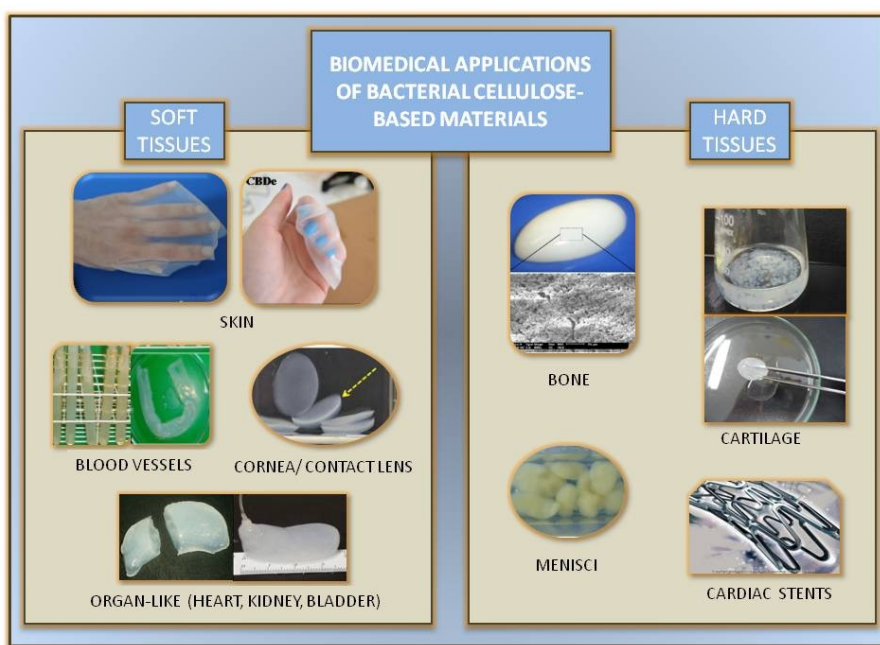 BIOMEDICAL APPLICATIONS
OF BACTERIAL CELLULOSE-
BASED MATERIALS
SOFT
TISSUES
CBDe
SKIN
BLOOD VESSELS
CORNEA/ CONTACT LENS
ORGAN-LIKE (HEART, KIDNEY, BLADDER)
HARD
TISSUES
BONE
CARTILAGE
MENISCI
CARDIAC STENTS